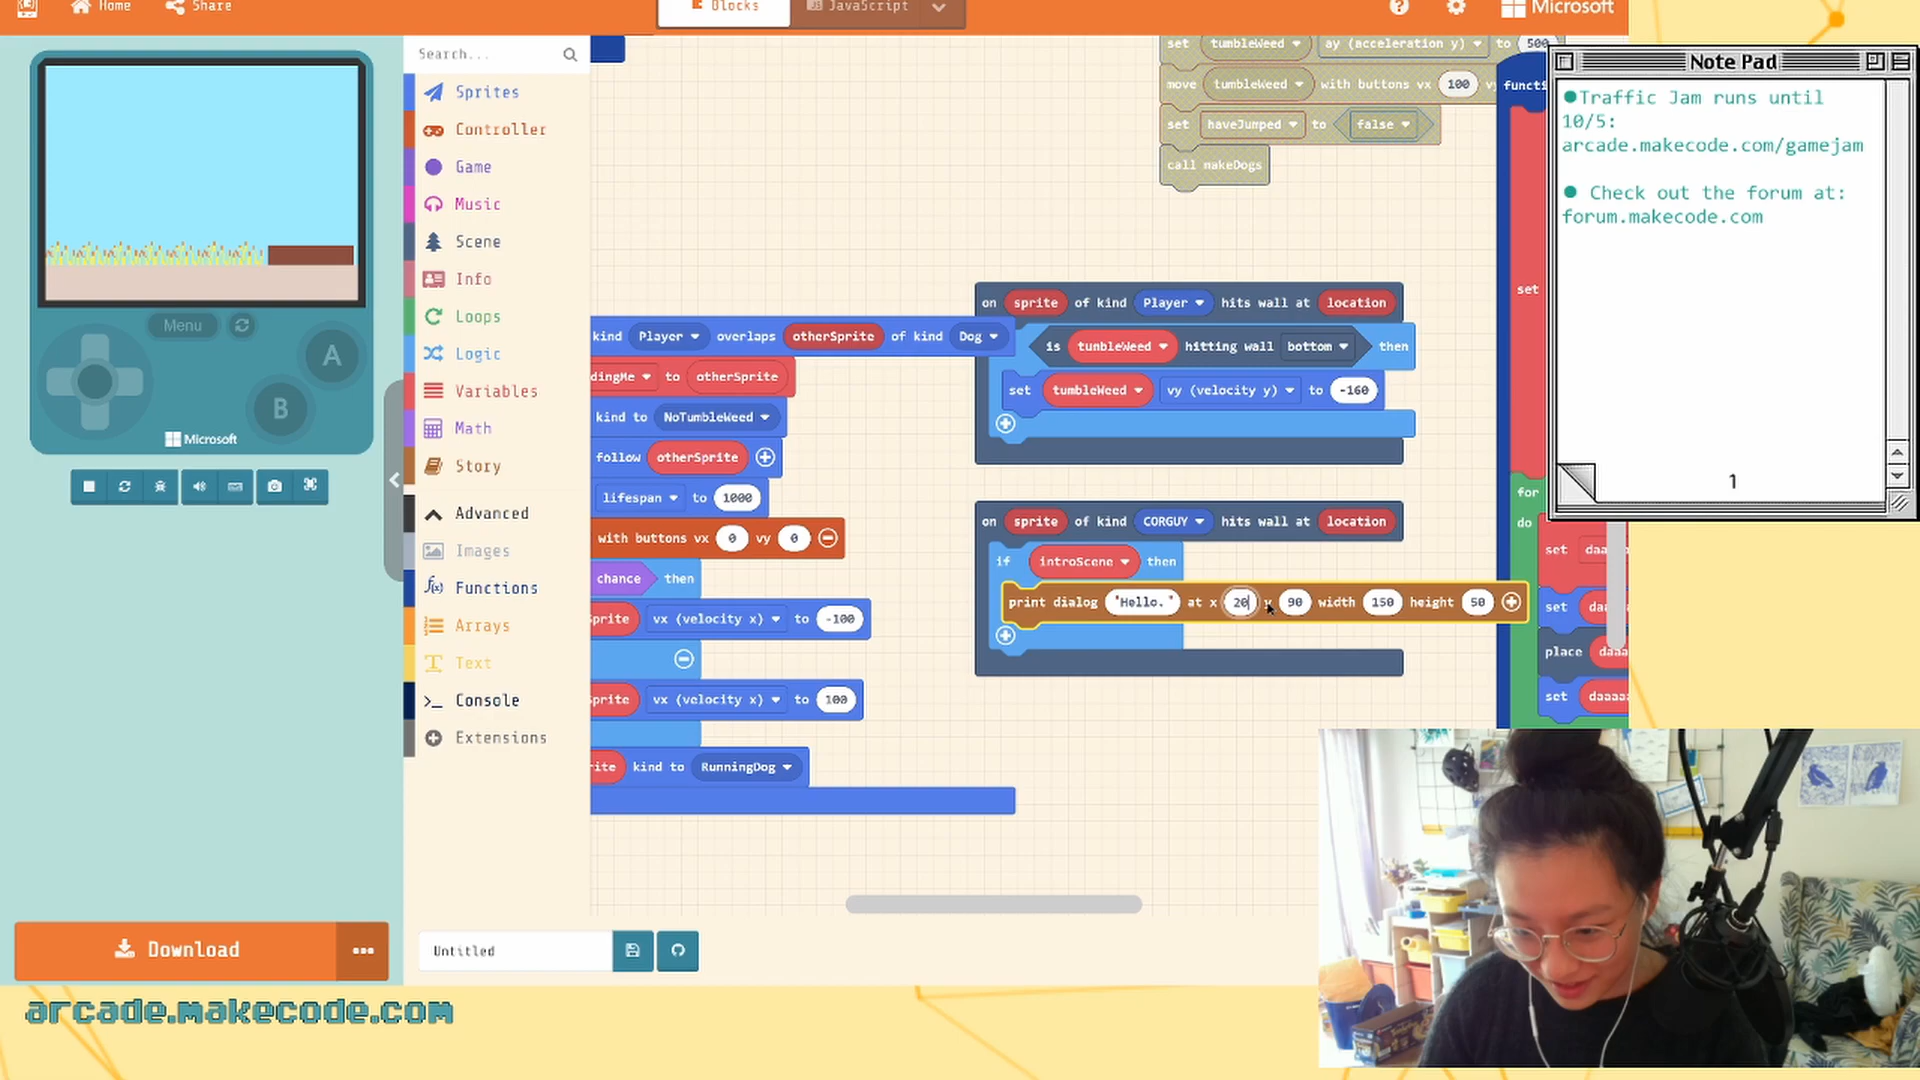 Home
Share
Blocks
JavaScript
Microsoft
Search...
Sprites
Controller
Game
Music
Scene
Info
Loops
Logic
Variables
Math
Story
Advanced
Images
Functions
Arrays
Text
Console
Extensions
Menu
A
B
Microsoft
Download
Untitled
set tumbleWeed ay (acceleration y) to 500
move tumbleWeed with buttons vx 100
set haveJumped to false
call makeDogs
kind Player overlaps otherSprite of kind Dog
to otherSprite
kind to NoTumbleWeed
follow otherSprite
lifespan to 1000
with buttons vx 0 vy 0
chance then
vx (velocity x) to -100
vx (velocity x) to 100
kind to RunningDog
on sprite of kind Player hits wall at location
is tumbleWeed hitting wall bottom then
set tumbleWeed vy (velocity y) to -160
on sprite of kind CORGUY hits wall at location
if introScene then
print dialog "Hello." at x 20 y 90 width 150 height 50
set
for
do
set
set
place
set
Note Pad
●Traffic Jam runs until
10/5:
arcade.makecode.com/gamejam
● Check out the forum at:
forum.makecode.com
1
arcade.makecode.com